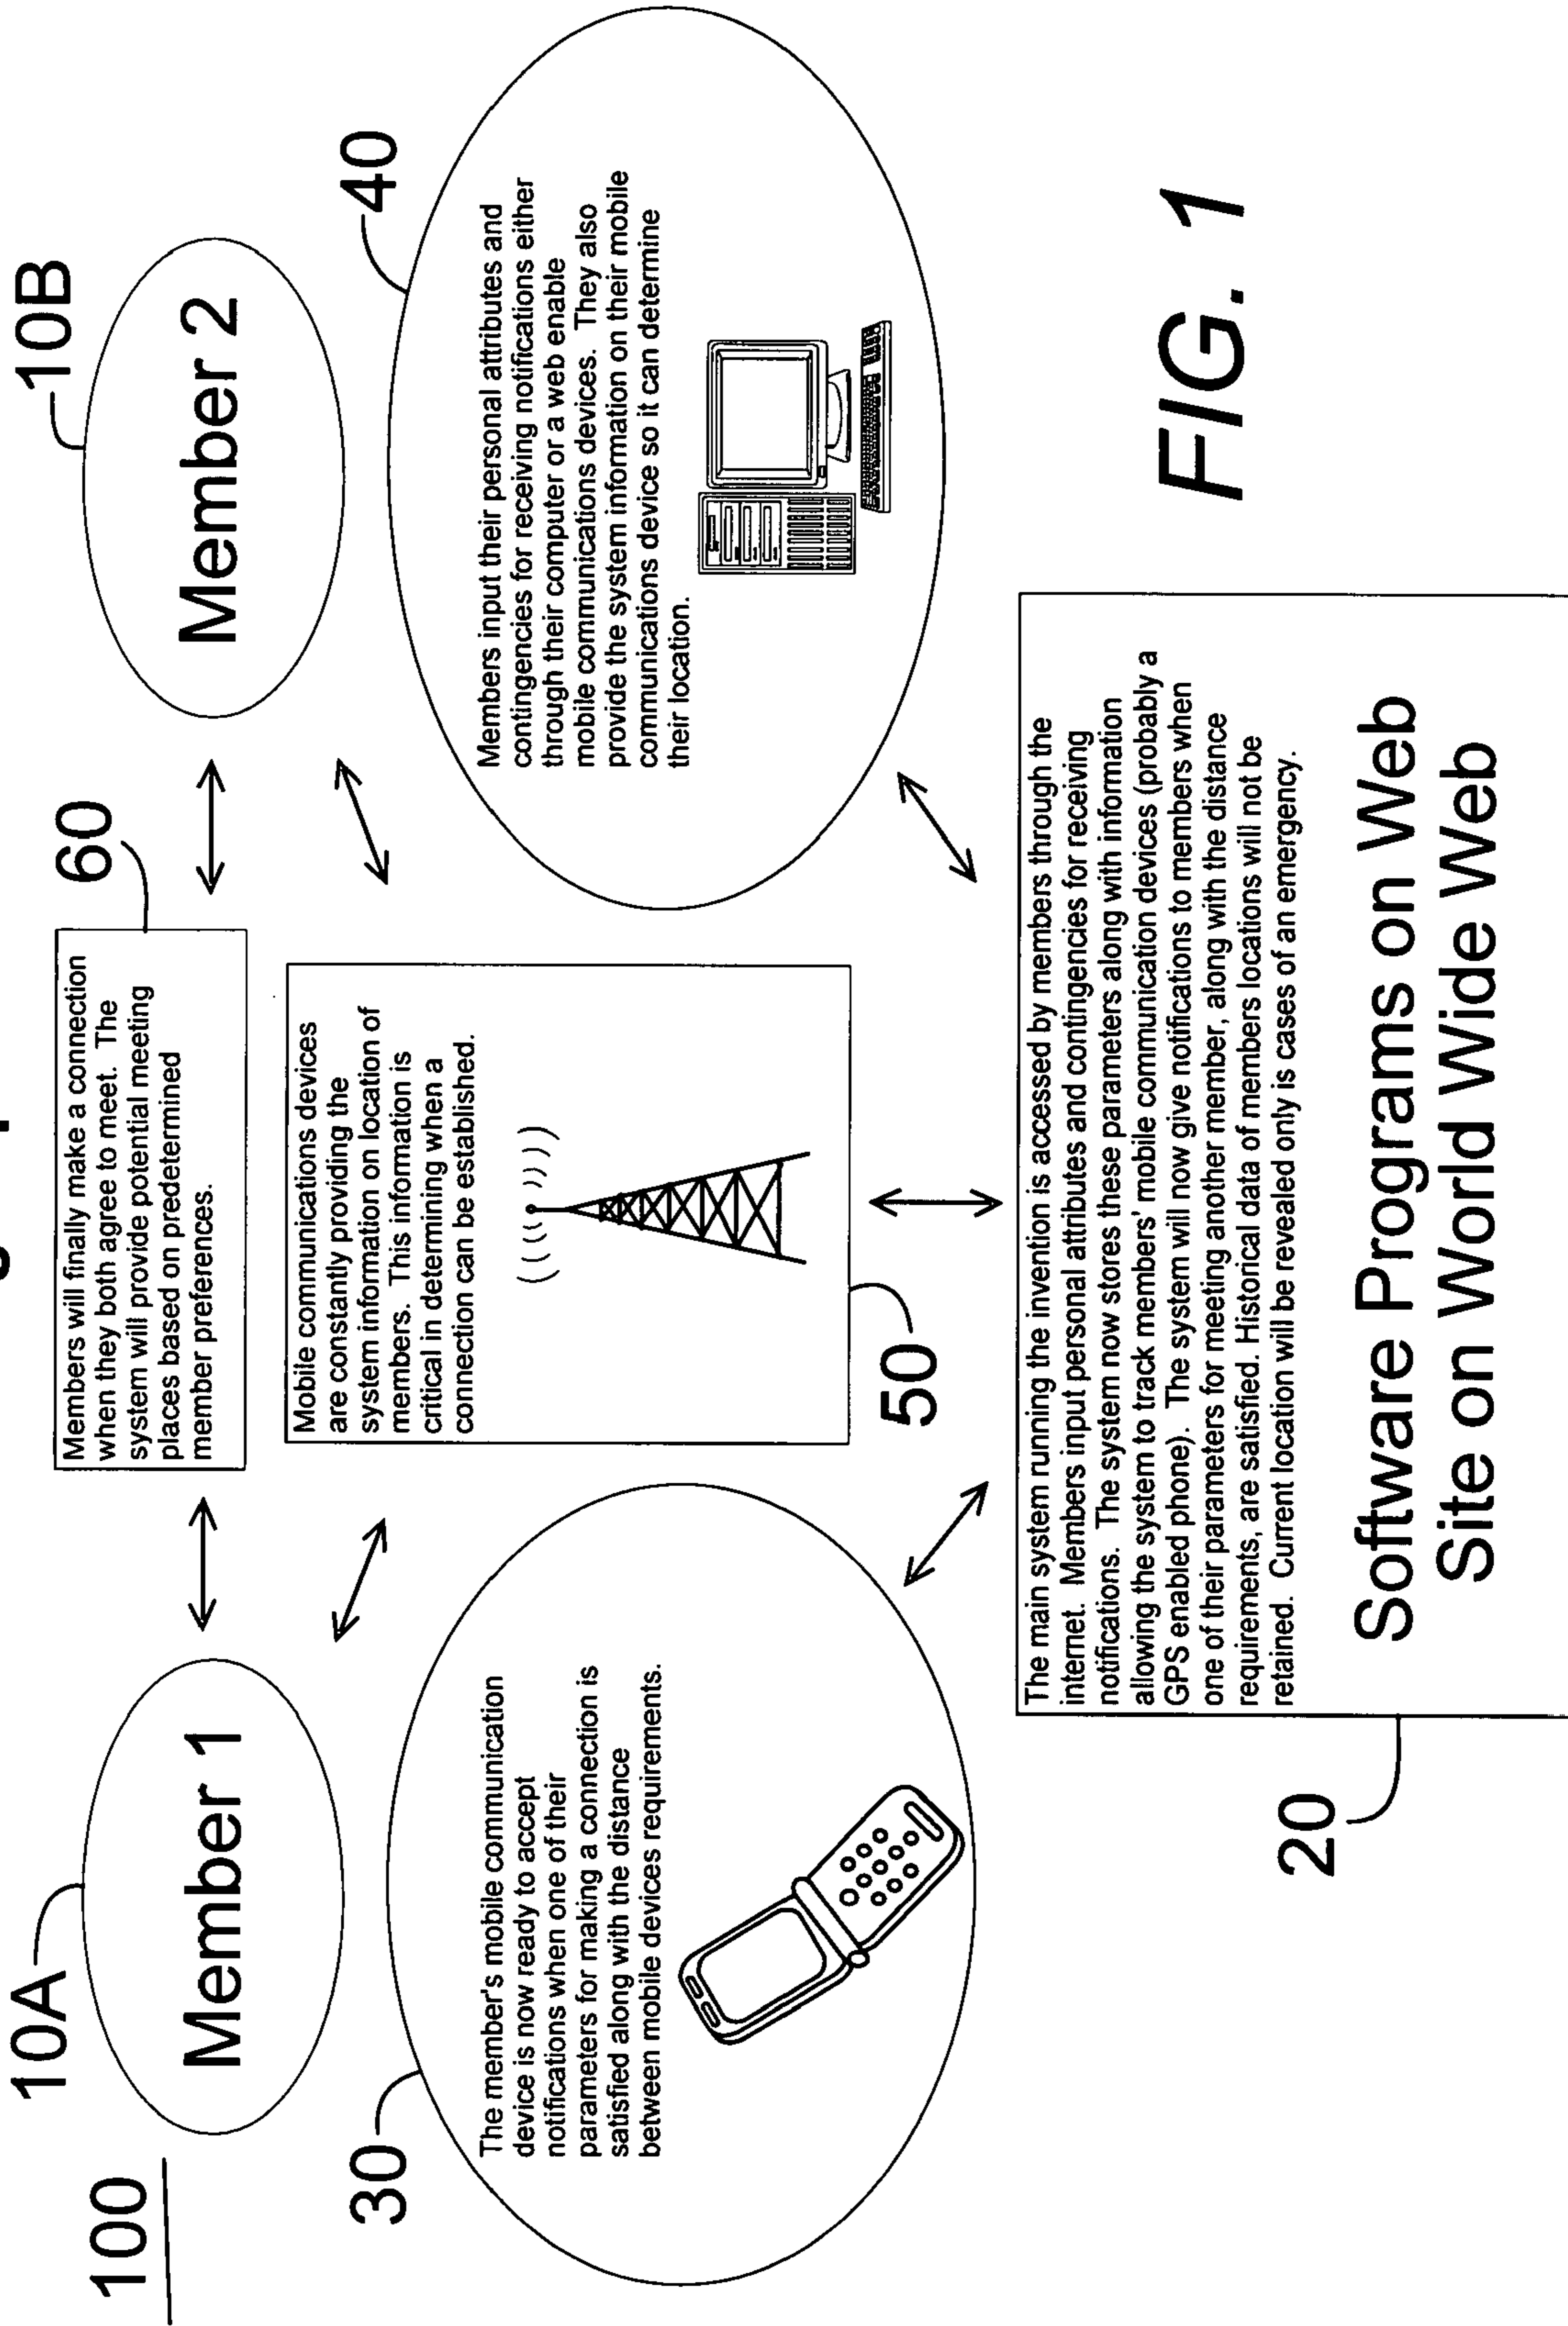 100
10A
Member 1
60
Members will finally make a connection
when they both agree to meet. The
system will provide potential meeting
places based on predetermined
member preferences.
10B
Member 2
30
The member's mobile communication
device is now ready to accept
notifications when one of their
parameters for making a connection is
satisfied along with the distance
between mobile devices requirements.
Mobile communications devices
are constantly providing the
system information on location of
members. This information is
critical in determining when a
connection can be established.
50
40
Members input their personal attributes and
contingencies for receiving notifications either
through their computer or a web enable
mobile communications devices. They also
provide the system information on their mobile
communications device so it can determine
their location.
20
The main system running the invention is accessed by members through the
internet. Members input personal attributes and contingencies for receiving
notifications. The system now stores these parameters along with information
allowing the system to track members' mobile communication devices (probably a
GPS enabled phone). The system will now give notifications to members when
one of their parameters for meeting another member, along with the distance
requirements, are satisfied. Historical data of members locations will not be
retained. Current location will be revealed only is cases of an emergency.
Software Programs on Web
Site on World Wide Web
FIG. 1